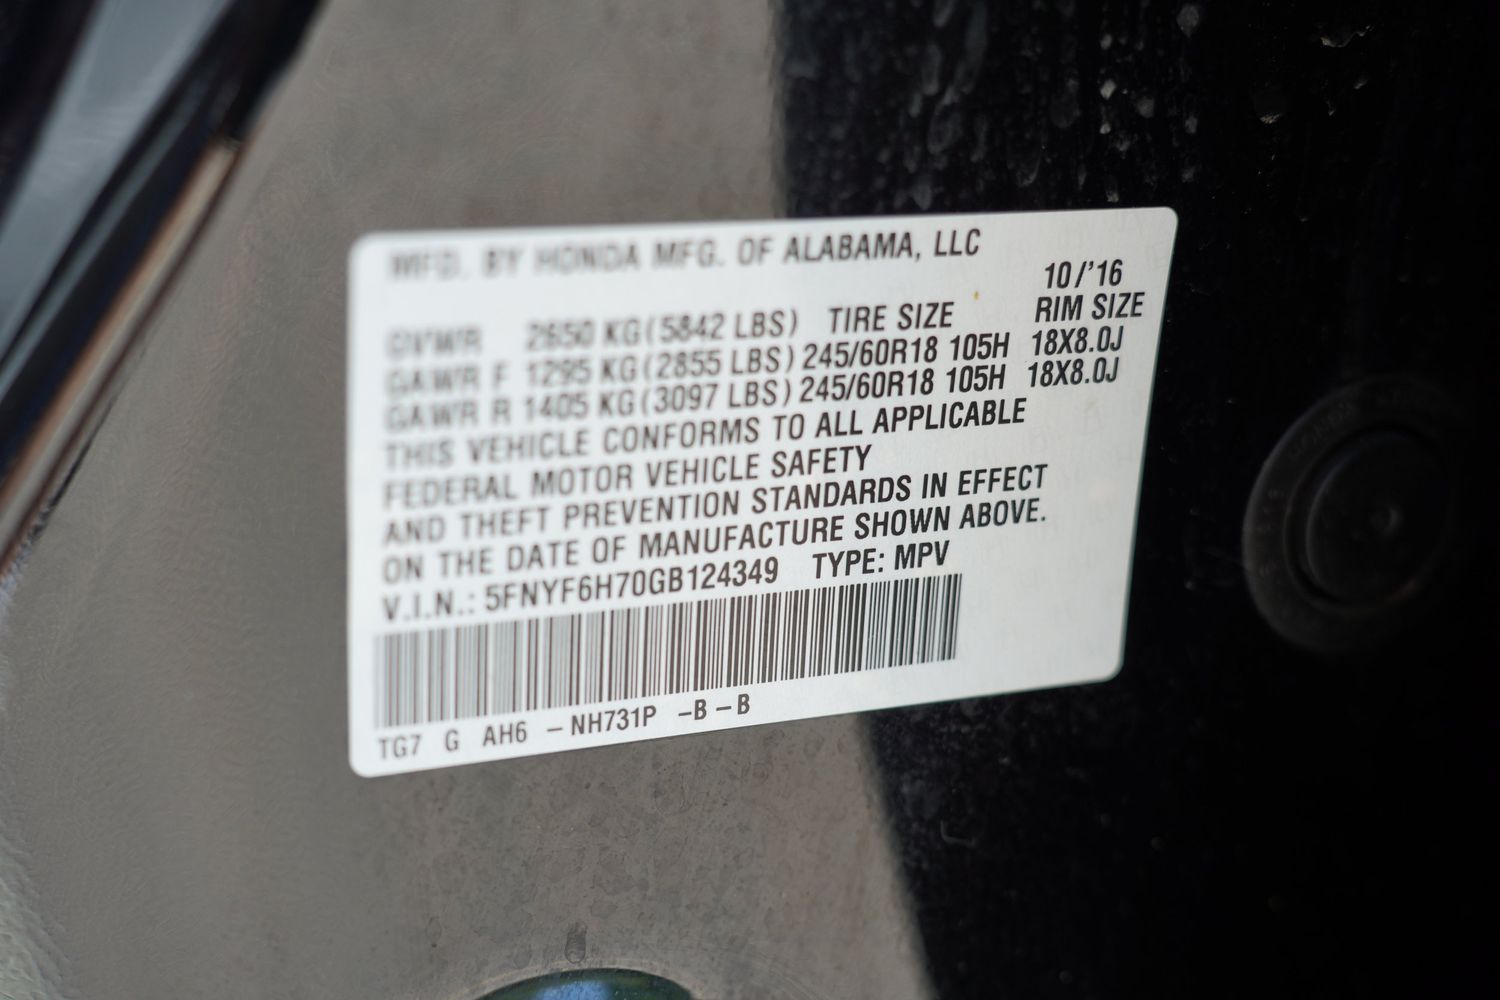 MFD. BY HONDA MFG. OF ALABAMA, LLC
10/'16
GVWR 2650 KG(5842 LBS) TIRE SIZE RIM SIZE
GAWR F 1295 KG(2855 LBS) 245/60R18 105H 18X8.0J
GAWR R 1405 KG(3097 LBS) 245/60R18 105H 18X8.0J
THIS VEHICLE CONFORMS TO ALL APPLICABLE
FEDERAL MOTOR VEHICLE SAFETY
AND THEFT PREVENTION STANDARDS IN EFFECT
ON THE DATE OF MANUFACTURE SHOWN ABOVE.
V.I.N.: 5FNYF6H70GB124349 TYPE: MPV
TG7 G AH6 – NH731P –B – B